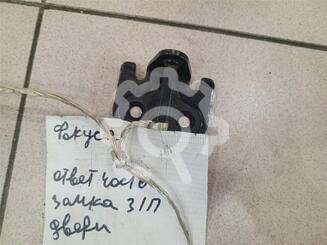 Фокус
ответ часть
замка З/П
двери